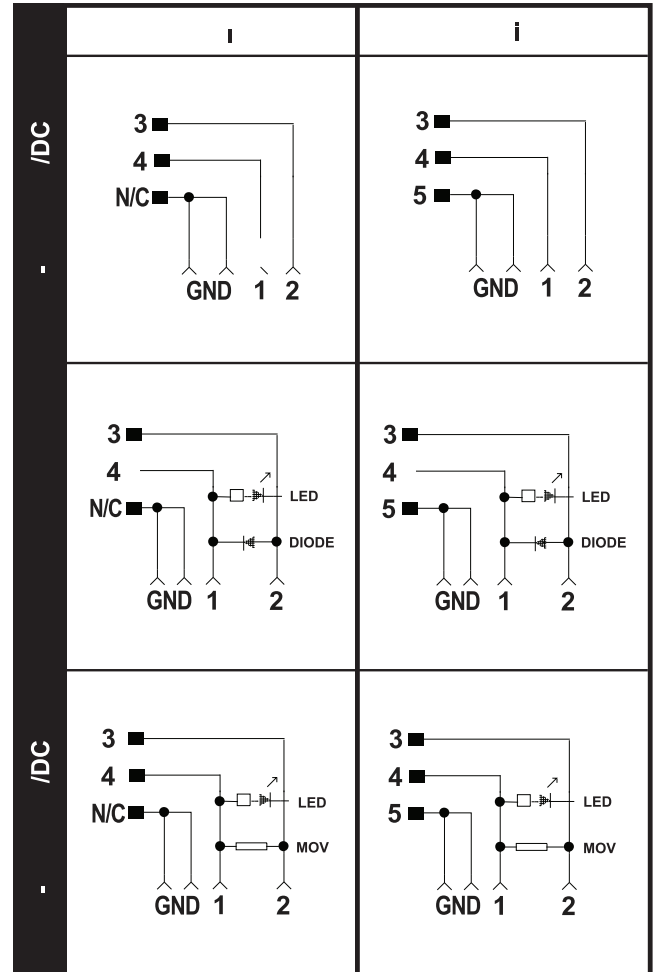 ı i
/DC
-
3
4
N/C
GND 1 2
3
4
5
GND 1 2
3
4
N/C
LED
DIODE
GND 1 2
3
4
5
LED
DIODE
GND 1 2
/DC
-
3
4
N/C
LED
MOV
GND 1 2
3
4
5
LED
MOV
GND 1 2